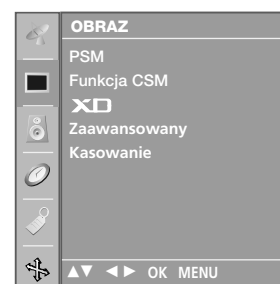 OBRAZ
PSM
Funkcja CSM
XD
Zaawansowany
Kasowanie
▲▼ ◄► OK MENU